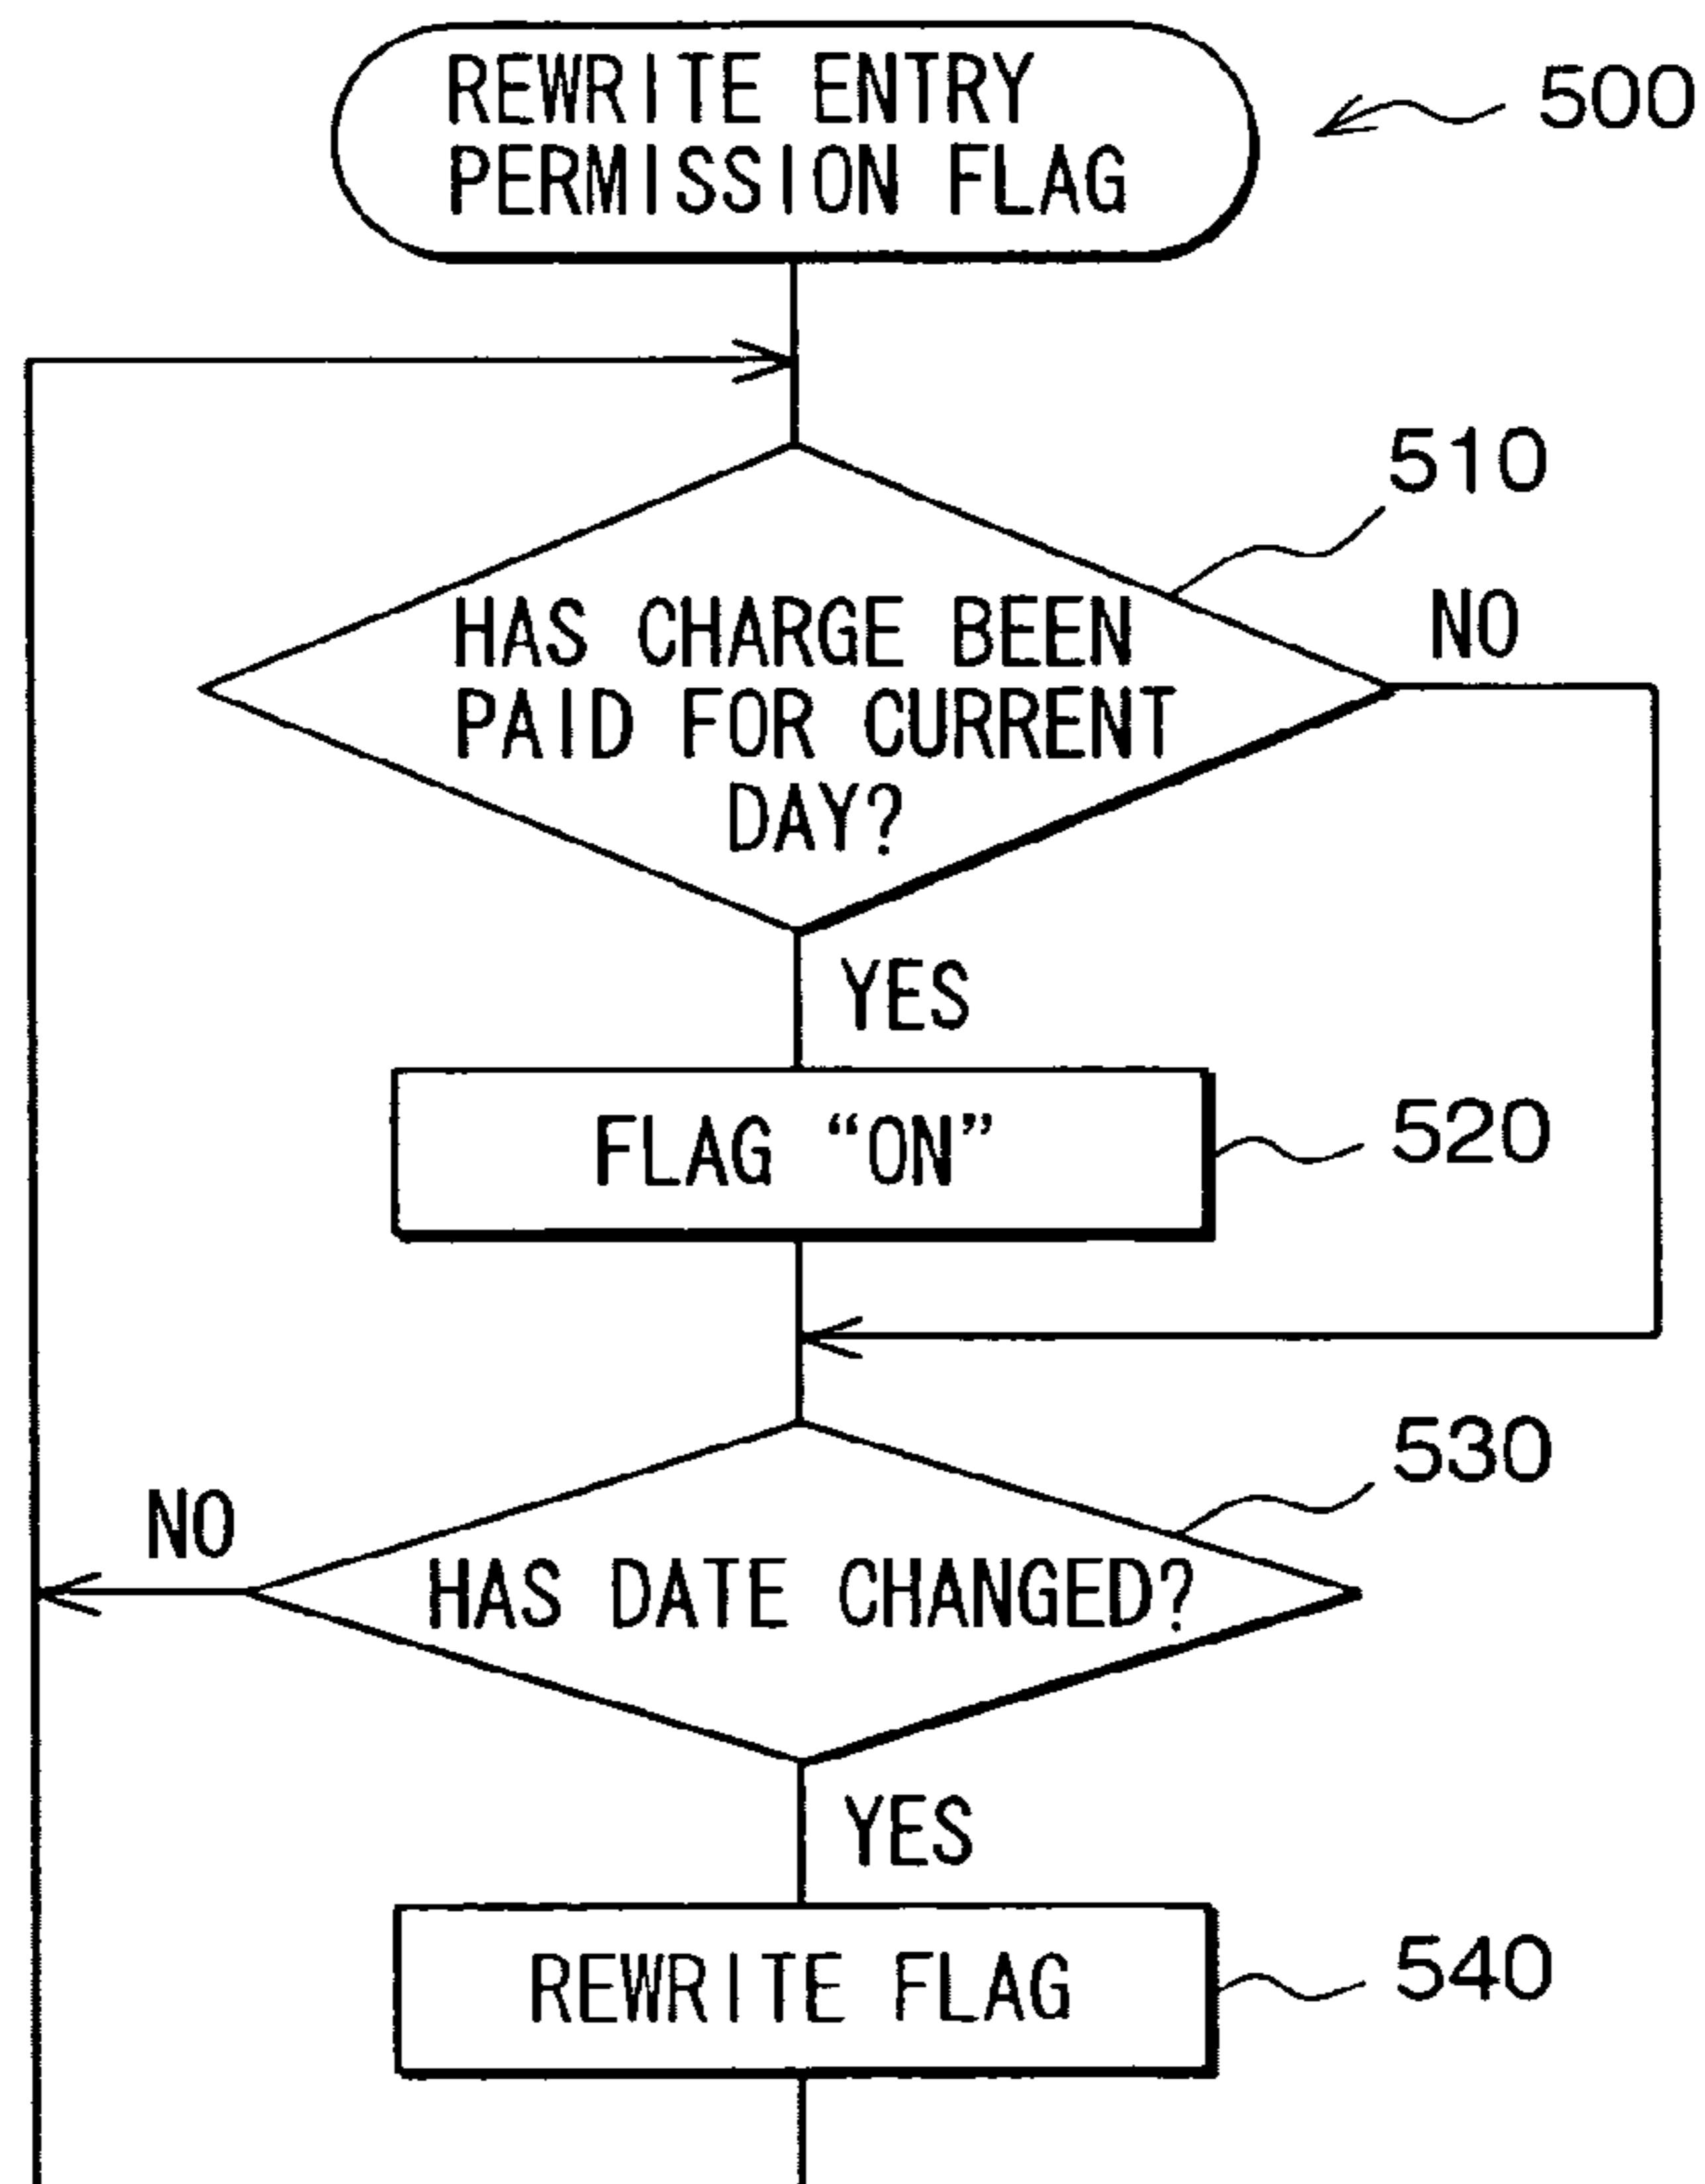 REWRITE ENTRY
PERMISSION FLAG
500
510
HAS CHARGE BEEN
PAID FOR CURRENT
DAY?
NO
YES
FLAG “ON”
520
530
NO
HAS DATE CHANGED?
YES
REWRITE FLAG
540